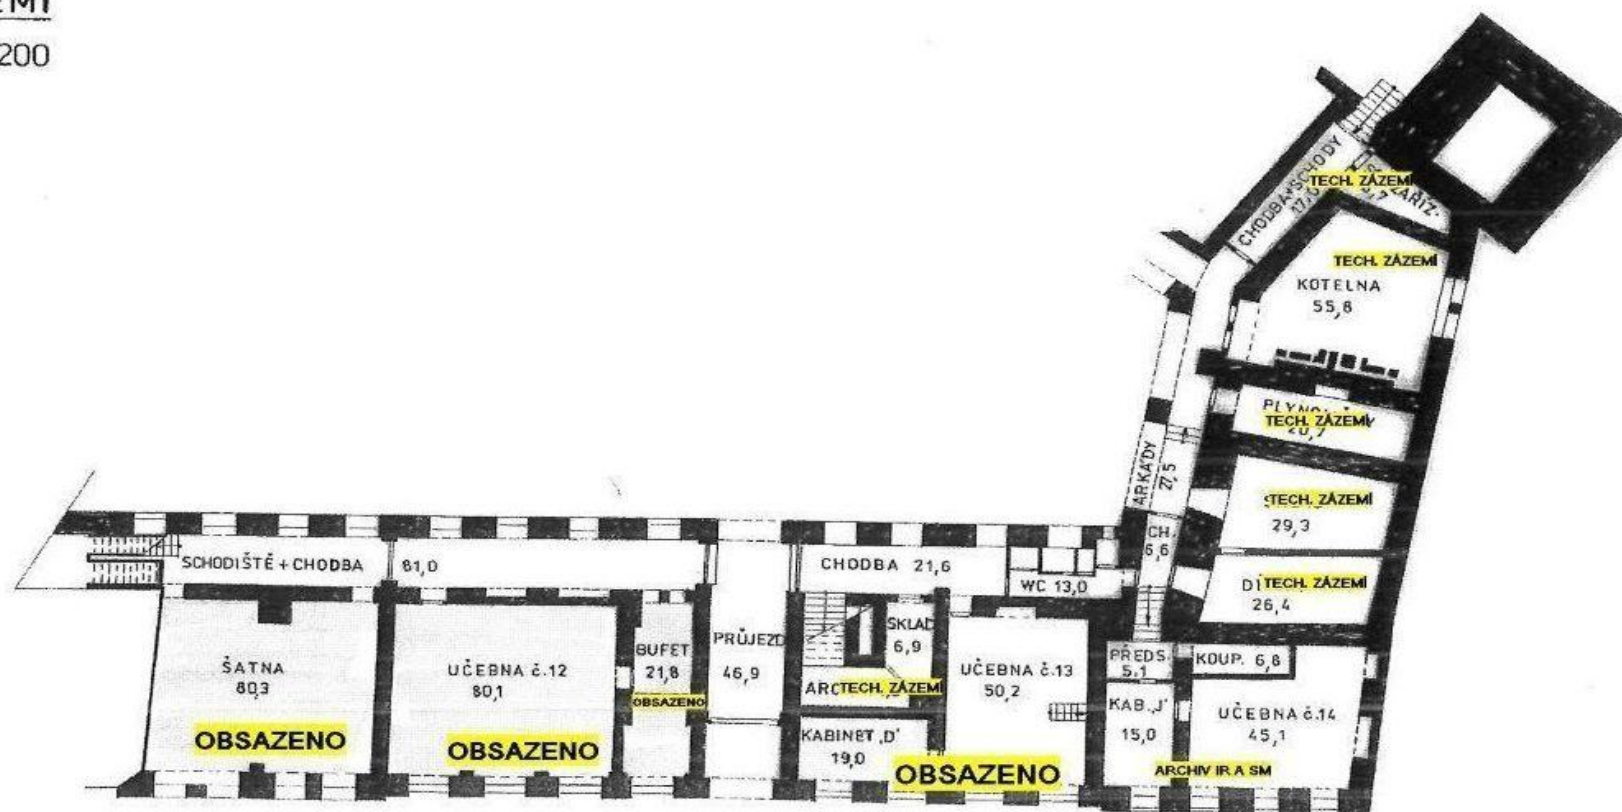 200
CHODBA+SCHODY
17,0
TECH. ZÁZEMÍ
TECH. ZÁZEMÍ
KOTELNA
55,8
TECH. ZÁZEMÍ
20,7
ARKÁDY
27,5
TECH. ZÁZEMÍ
29,3
CH.
6,6
TECH. ZÁZEMÍ
26,4
SCHODIŠTĚ + CHODBA 81,0
CHODBA 21,6
WC 13,0
ŠATNA
80,3
OBSAZENO
UČEBNA č.12
80,1
OBSAZENO
BUFET
21,8
OBSAZENO
PRŮJEZD
46,9
SKLAD
6,9
TECH. ZÁZEMÍ
KABINET „D"
19,0
UČEBNA č.13
50,2
OBSAZENO
PŘEDS.
5,1
KOUP. 6,8
KAB. „J"
15,0
UČEBNA č.14
45,1
ARCHIV IR A SM